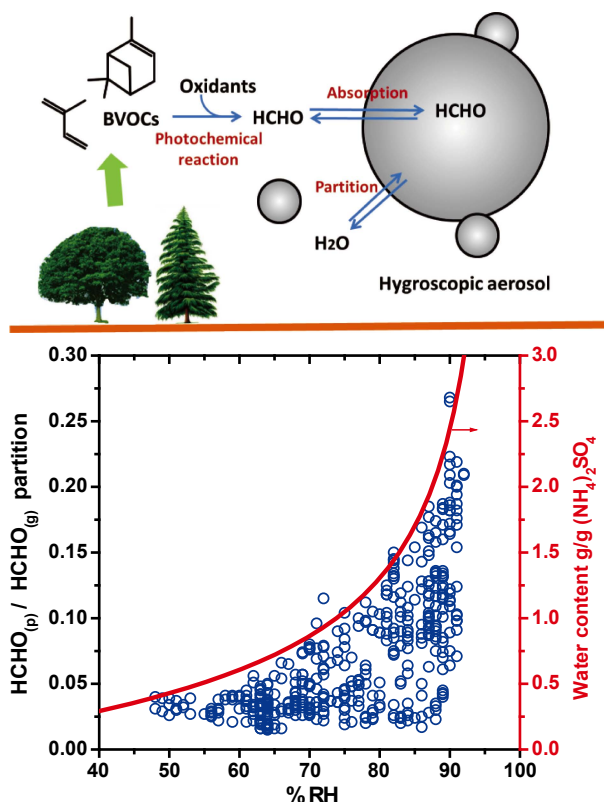 BVOCs
Oxidants
Photochemical
reaction
HCHO
Absorption
HCHO
Partition
H2O
Hygroscopic aerosol
HCHO(p) / HCHO(g) partition
0.30
0.25
0.20
0.15
0.10
0.05
0.00
3.0
2.5
2.0
1.5
1.0
0.5
0.0
Water content g/g (NH4)2SO4
40 50 60 70 80 90 100
%RH